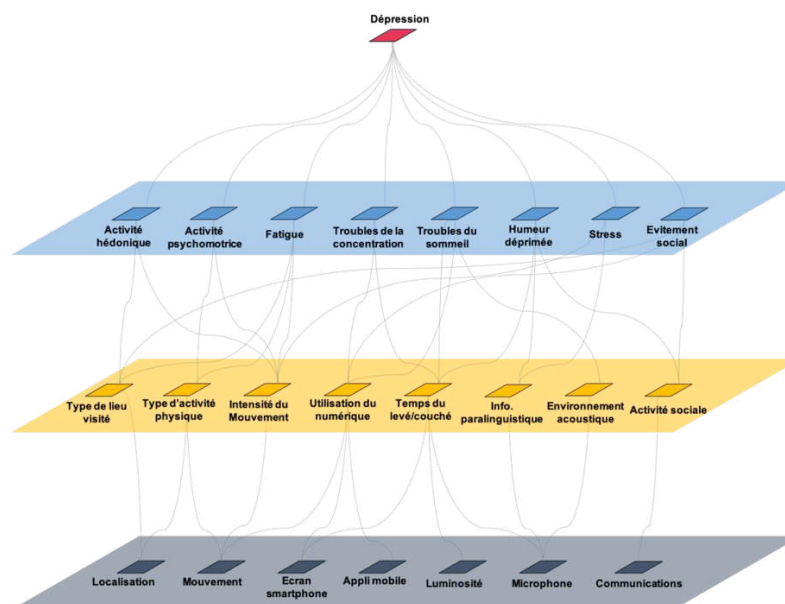 Dépression
Activité
hédonique
Activité
psychomotrice
Fatigue
Troubles de la
concentration
Troubles du
sommeil
Humeur
déprimée
Stress
Evitement
social
Type de lieu
visité
Type d'activité
physique
Intensité du
Mouvement
Utilisation du
numérique
Temps du
levé/couché
Info.
paralinguistique
Environnement
acoustique
Activité sociale
Localisation
Mouvement
Ecran
smartphone
Appli mobile
Luminosité
Microphone
Communications